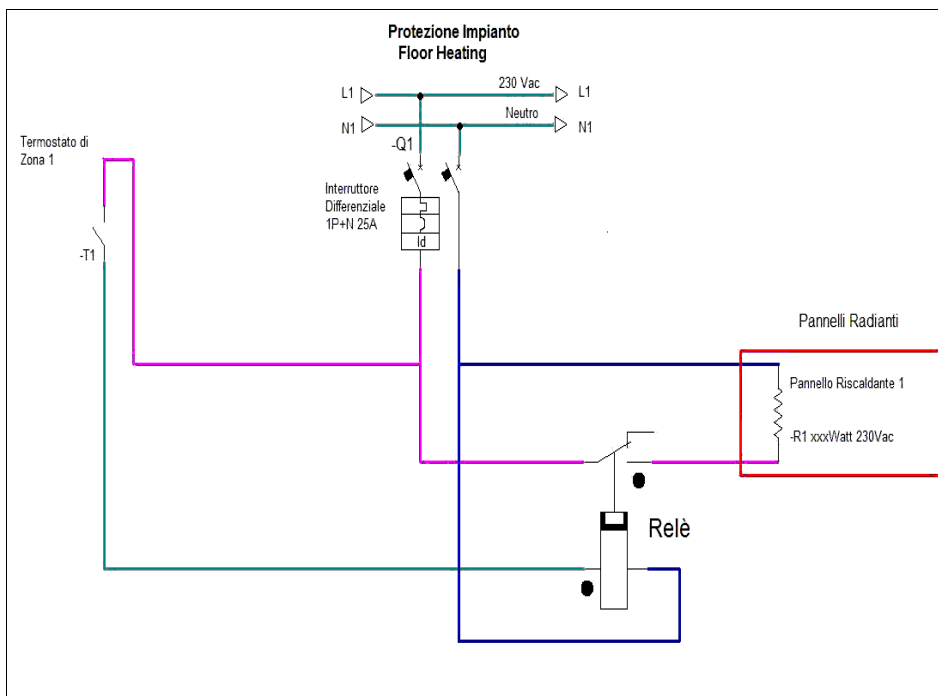 Protezione Impianto
Floor Heating
230 Vac
L1
L1
Neutro
N1
N1
-Q1
Termostato di
Zona 1
Interruttore
Differenziale
1P+N 25A
Id
-T1
Pannelli Radianti
Pannello Riscaldante 1
-R1 xxxWatt 230Vac
Relè